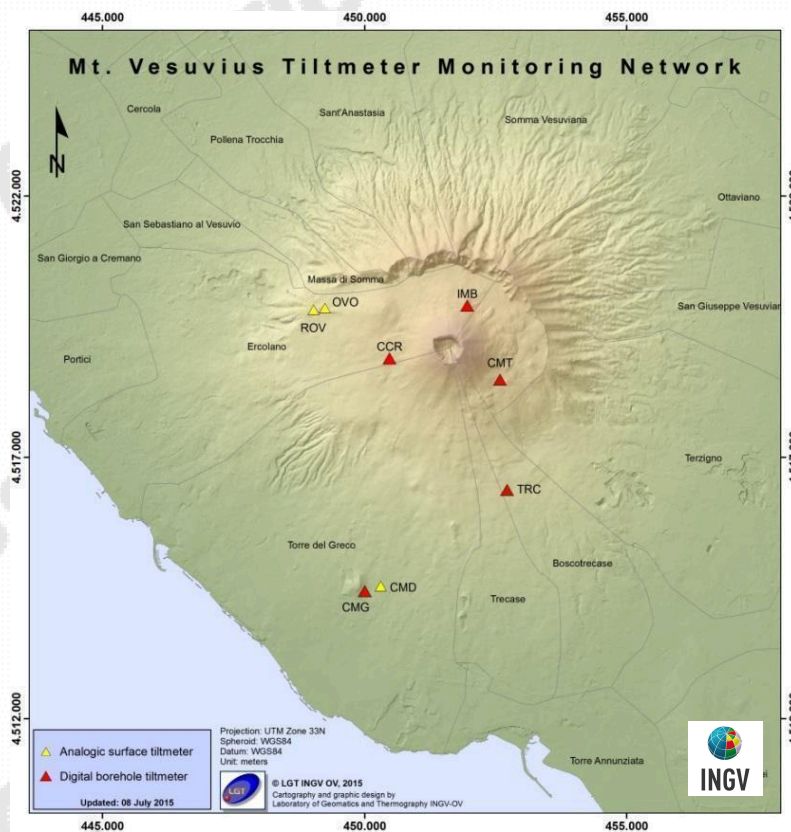 445.000
450.000
455.000
Mt. Vesuvius Tiltmeter Monitoring Network
N
Cercola
Sant'Anastasia
Somma Vesuviana
Pollena Trocchia
4.522.000
Ottaviano
San Sebastiano al Vesuvio
San Giorgio a Cremano
Massa di Somma
OVO
IMB
San Giuseppe Vesuvian
ROV
Ercolano
CCR
Portici
CMT
4.517.000
Terzigno
TRC
Torre del Greco
Boscotrecase
CMD
CMG
Trecase
4.512.000
Analogic surface tiltmeter
Digital borehole tiltmeter
Updated: 08 July 2015
Projection: UTM Zone 33N
Spheroid: WGS84
Datum: WGS84
Unit: meters
LGT
© LGT INGV OV, 2015
Cartography and graphic design by
Laboratory of Geomatics and Thermography INGV-OV
Torre Annunziata
INGV
ei
445.000
450.000
455.000